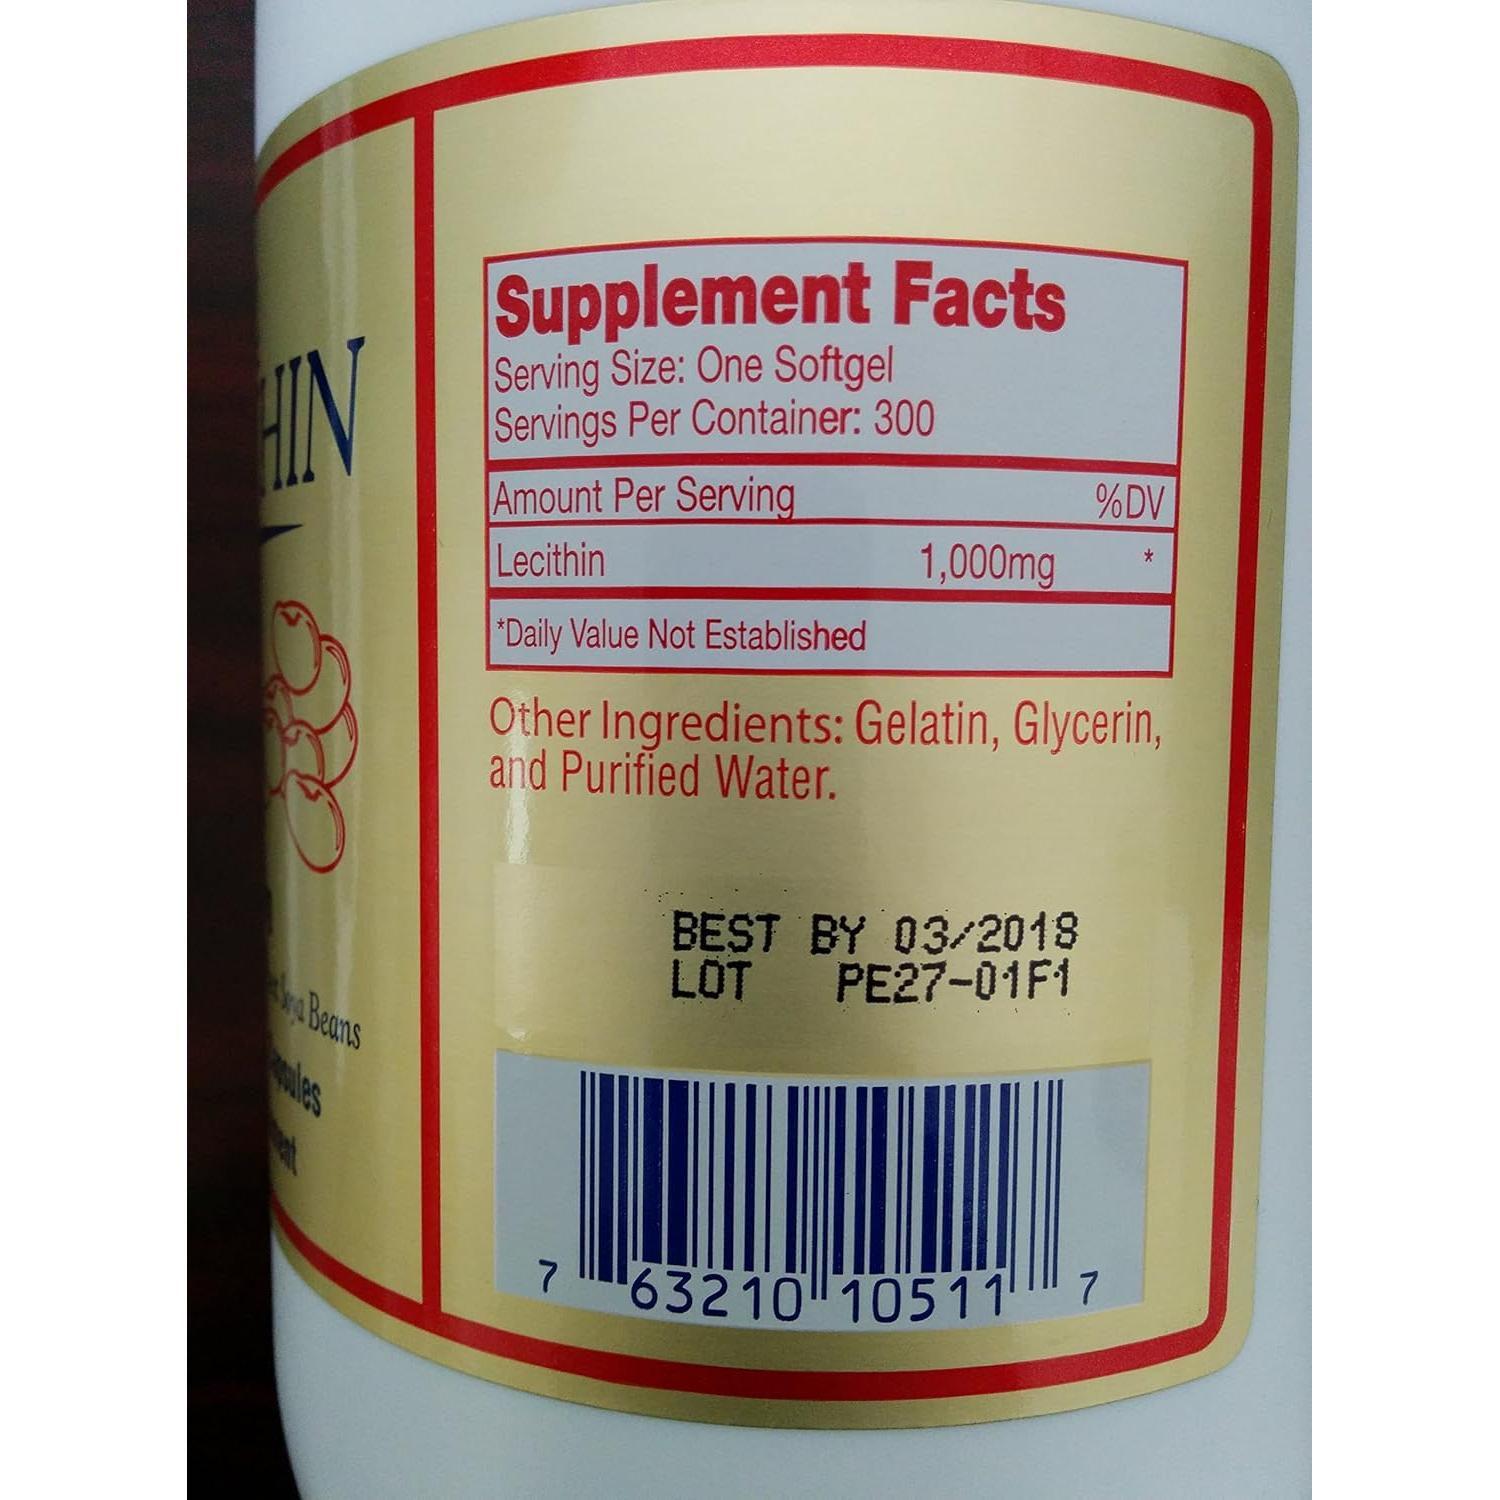 HIN
Soya Beans
Supplement Facts
Serving Size: One Softgel
Servings Per Container: 300
Amount Per Serving %DV
Lecithin 1,000mg *
*Daily Value Not Established
Other Ingredients: Gelatin, Glycerin,
and Purified Water.
BEST BY 03/2018
LOT PE27-01F1
7 63210 10511 7